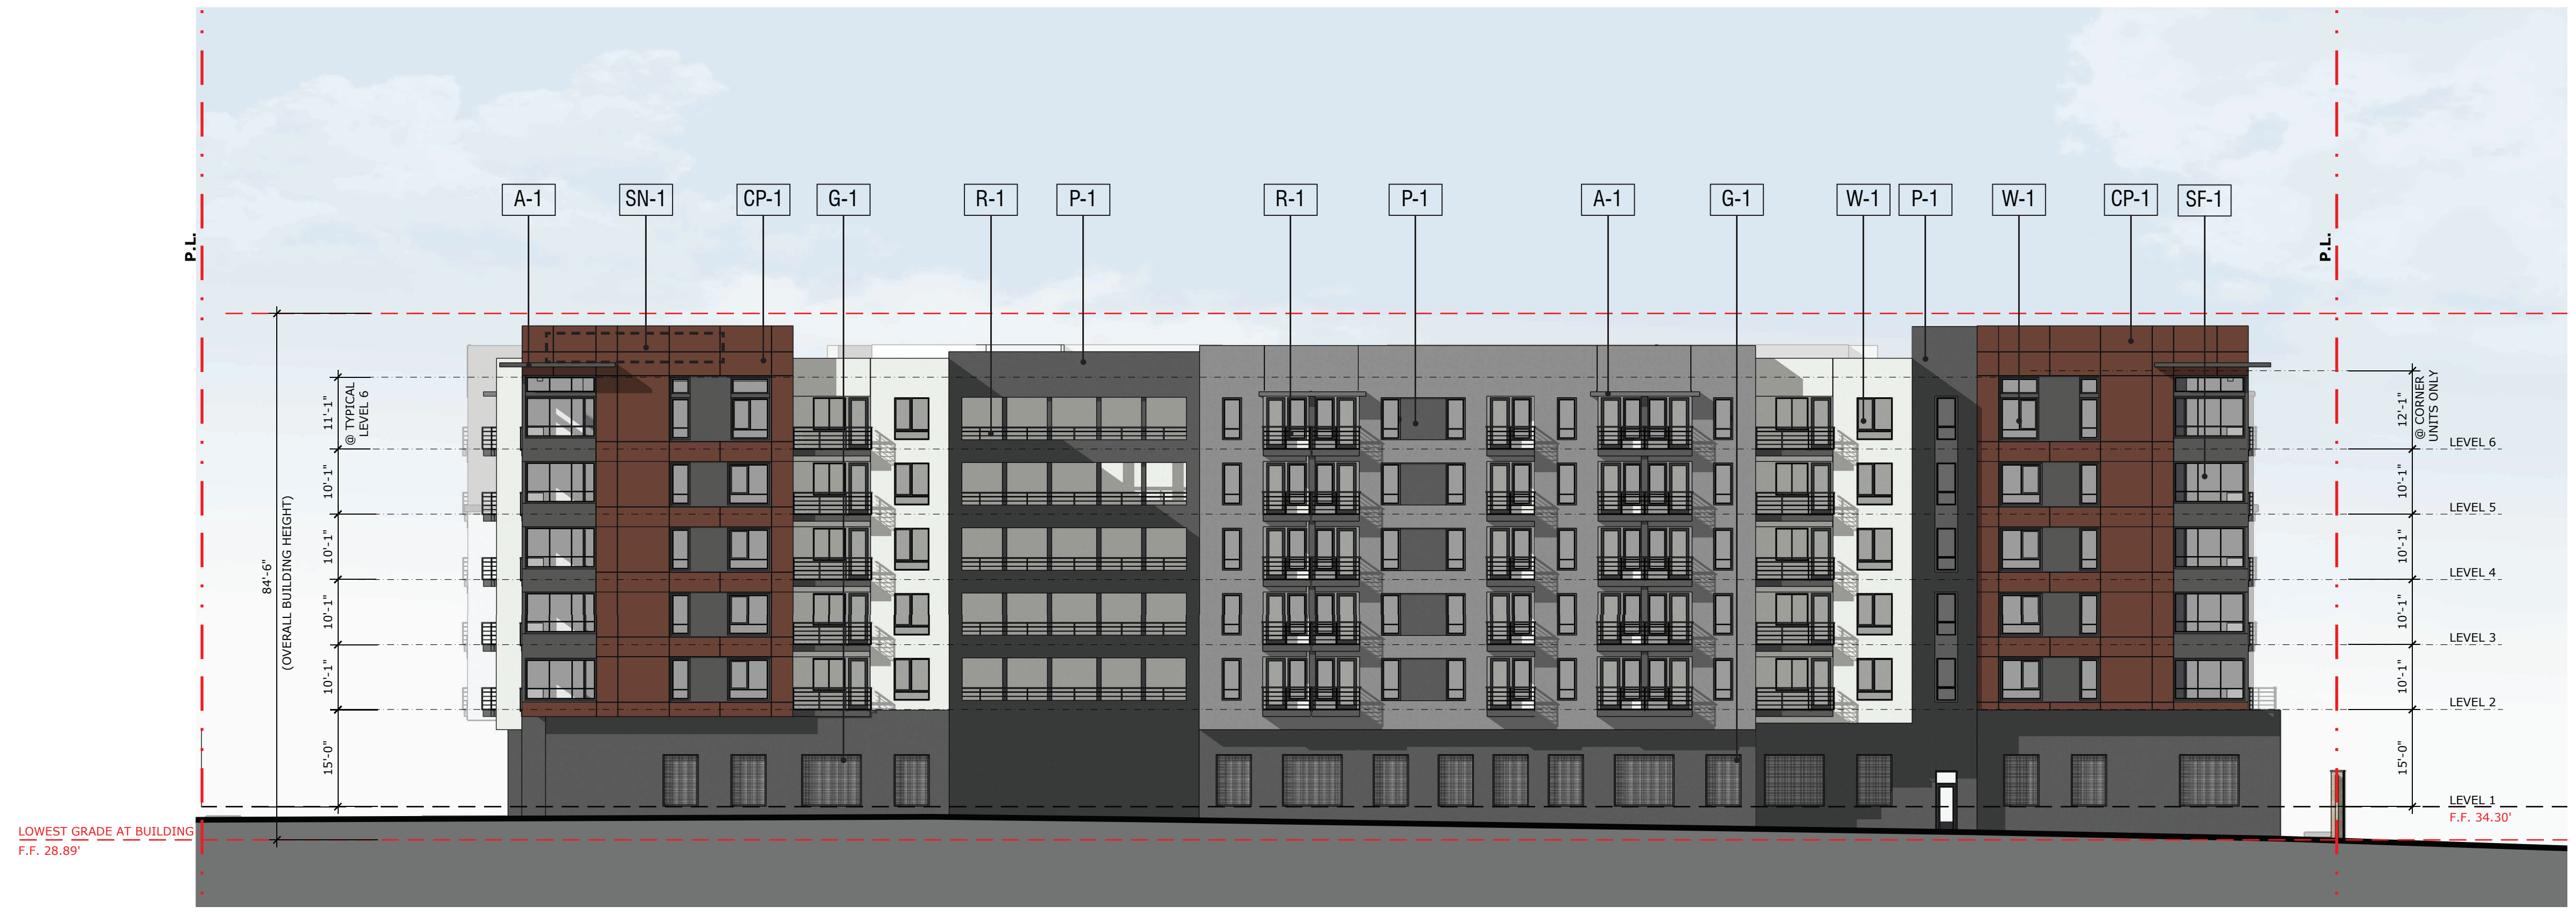 A-1
SN-1
CP-1
G-1
R-1
P-1
R-1
P-1
A-1
G-1
W-1
P-1
W-1
CP-1
SF-1
P.L.
P.L.
84'-6"
(OVERALL BUILDING HEIGHT)
11'-1"
@ TYPICAL
LEVEL 6
10'-1"
10'-1"
10'-1"
10'-1"
15'-0"
12'-1"
@ CORNER
UNITS ONLY
10'-1"
10'-1"
10'-1"
10'-1"
15'-0"
LEVEL 6
LEVEL 5
LEVEL 4
LEVEL 3
LEVEL 2
LEVEL 1
F.F. 34.30'
LOWEST GRADE AT BUILDING
F.F. 28.89'